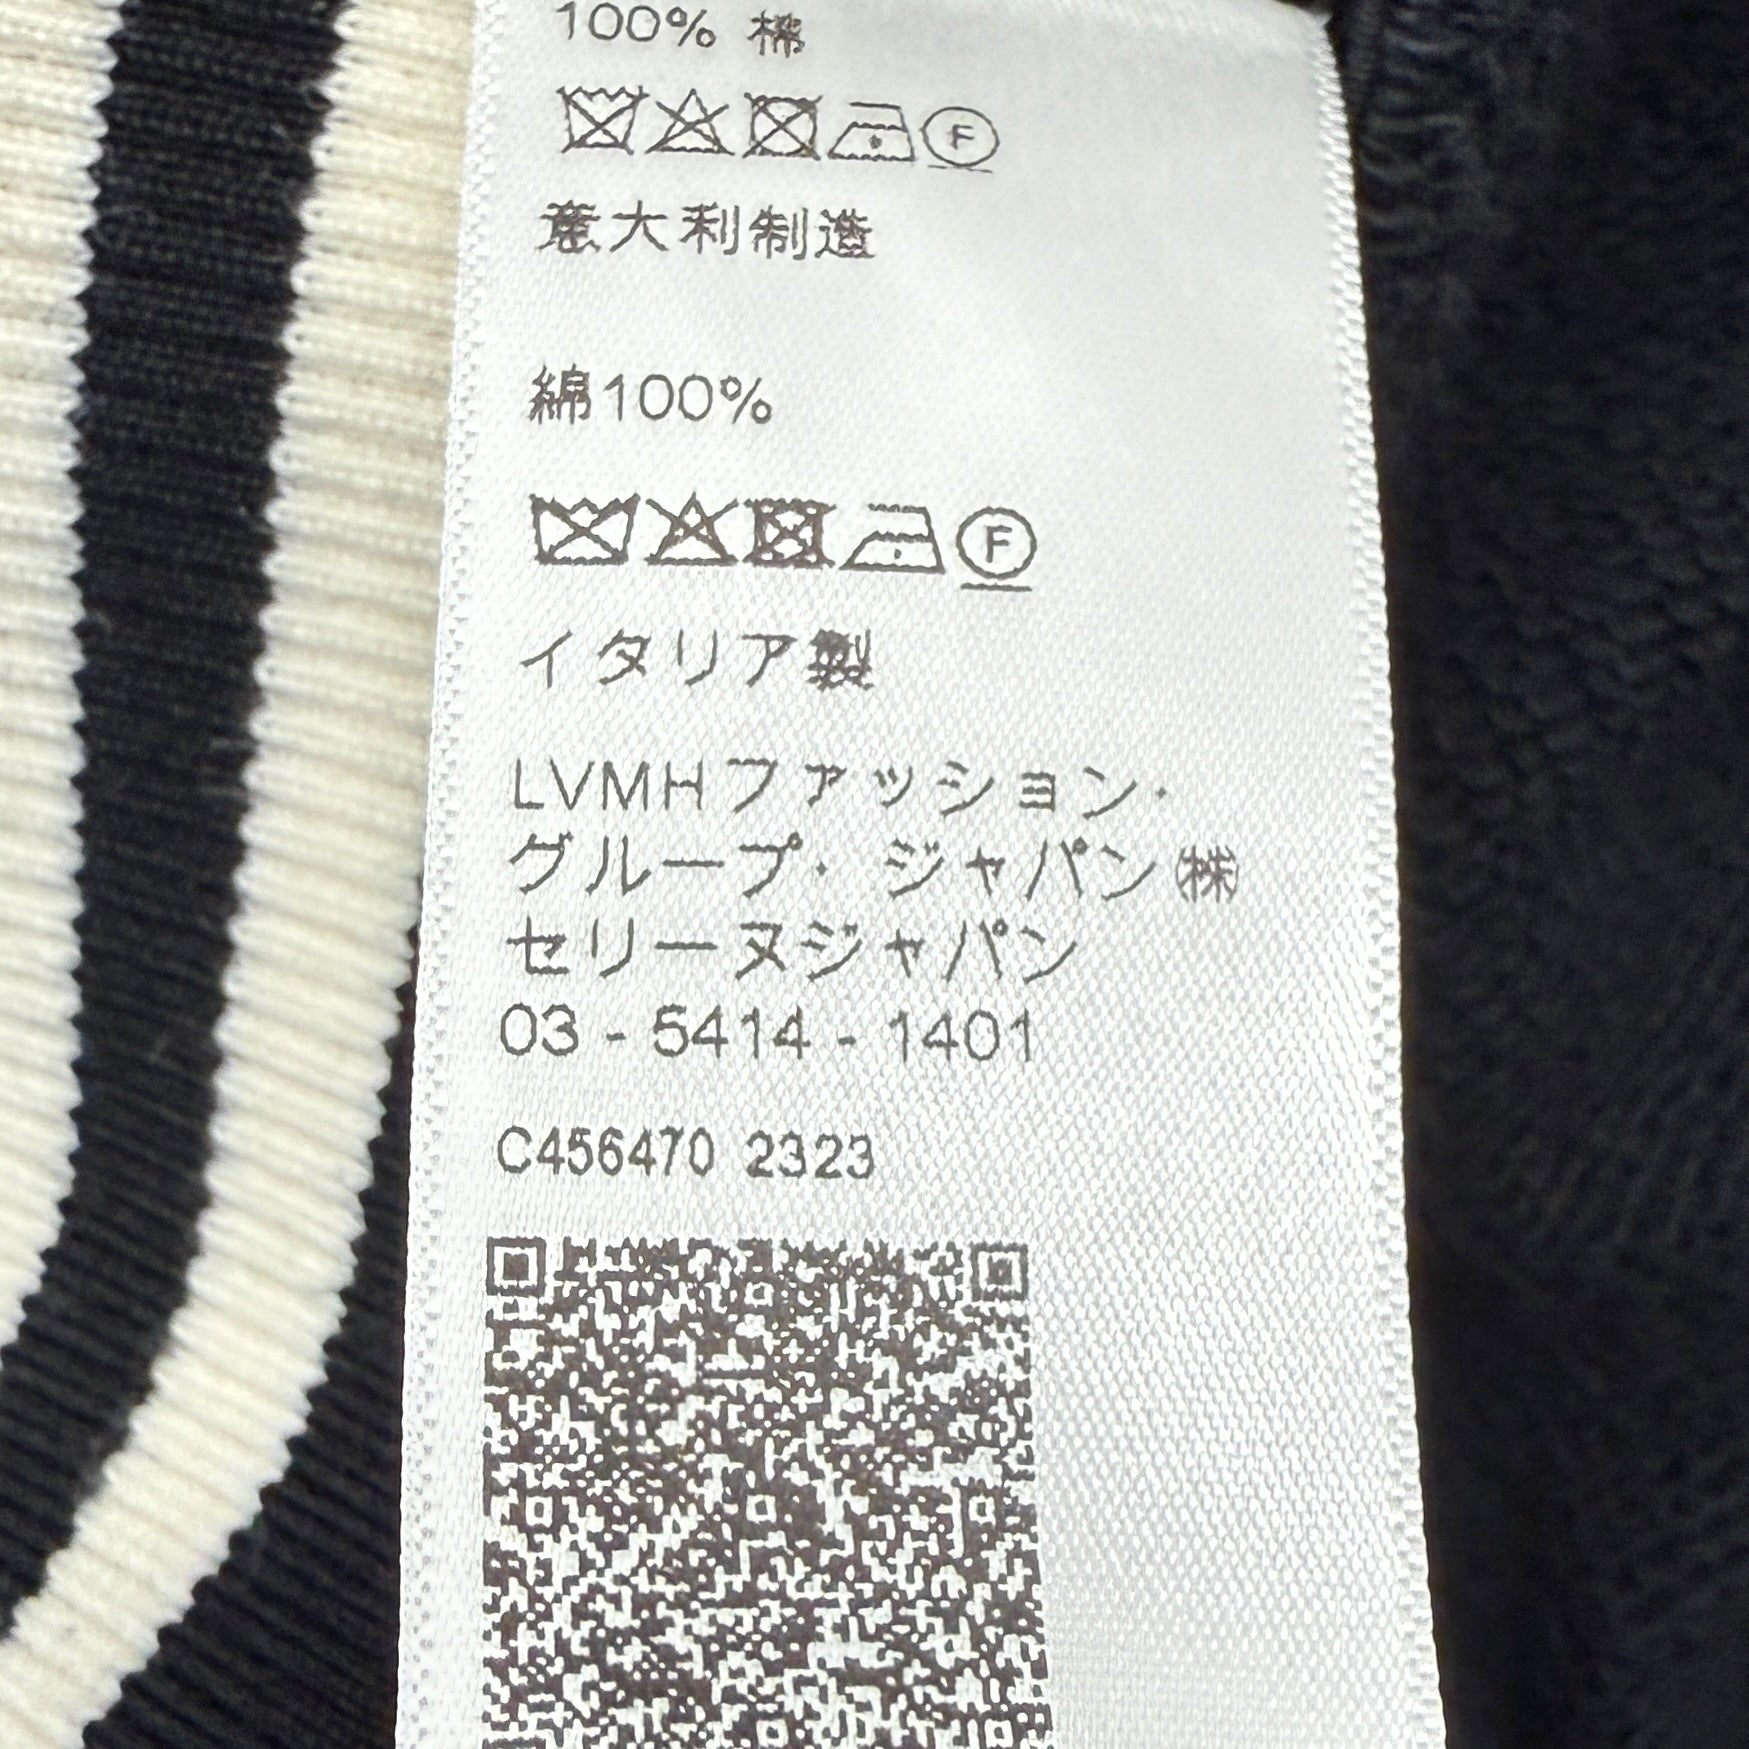 100% 棉
F
意大利制造
綿100%
F
イタリア製
LVMHファッション・
グループ・ジャパン㈱
セリーヌジャパン
03 - 5414 - 1401
C456470 2323